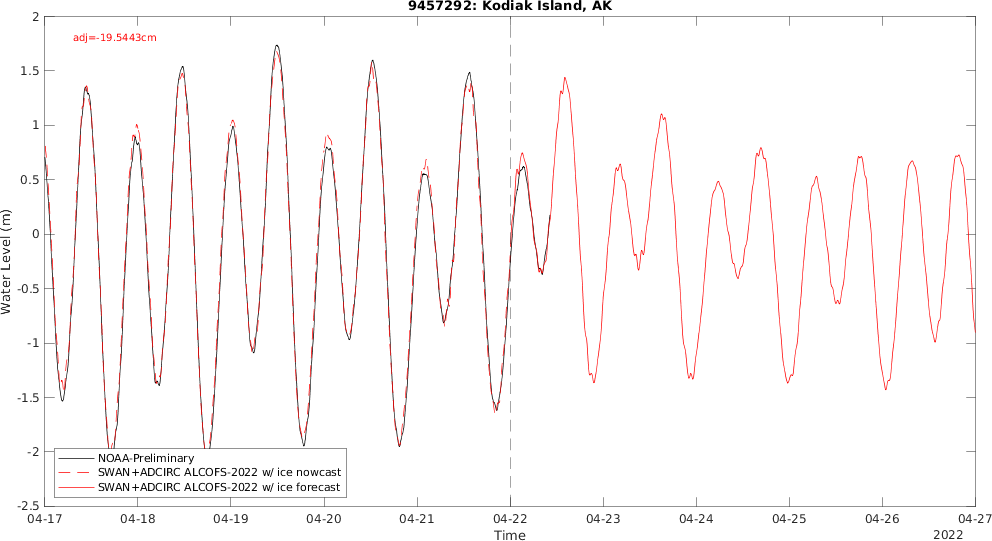 9457292: Kodiak Island, AK
adj=-19.5443cm
2
1.5
1
0.5
0
-0.5
-1
-1.5
-2
-2.5
Water Level (m)
NOAA-Preliminary
SWAN+ADCIRC ALCOFS-2022 w/ ice nowcast
SWAN+ADCIRC ALCOFS-2022 w/ ice forecast
04-17 04-18 04-19 04-20 04-21 04-22 04-23 04-24 04-25 04-26 04-27
Time
2022